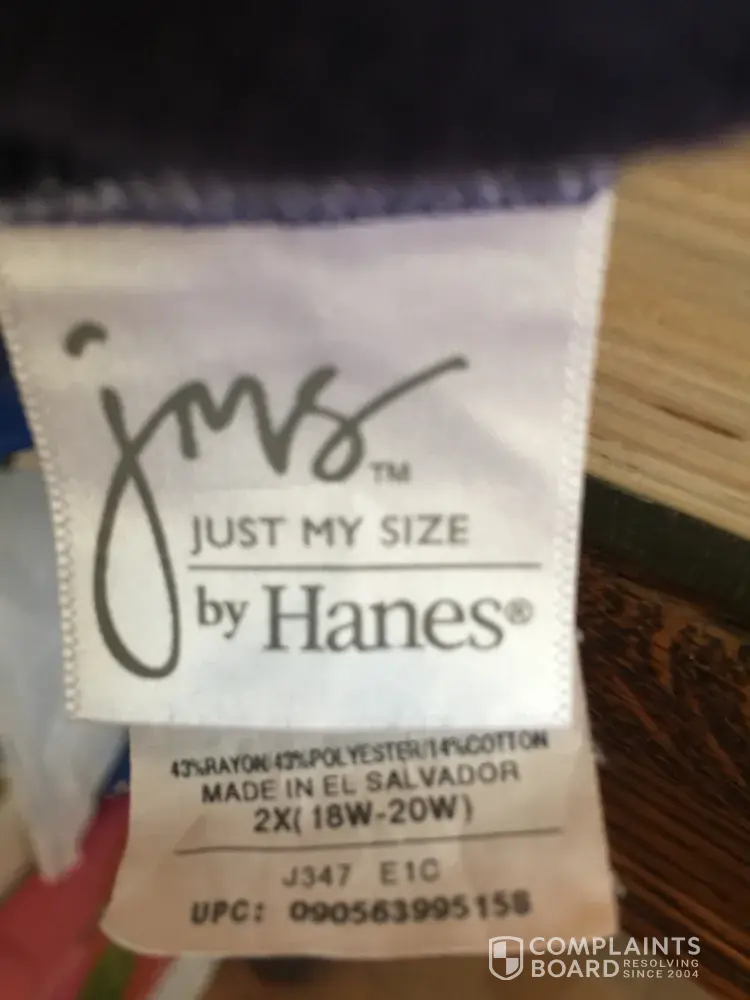 jms™
JUST MY SIZE
by Hanes®
43%RAYON/43%POLYESTER/14%COTTON
MADE IN EL SALVADOR
2X( 18W-20W)
J347 E1C
UPC: 090563995158
COMPLAINTS
BOARD RESOLVING
SINCE 2004